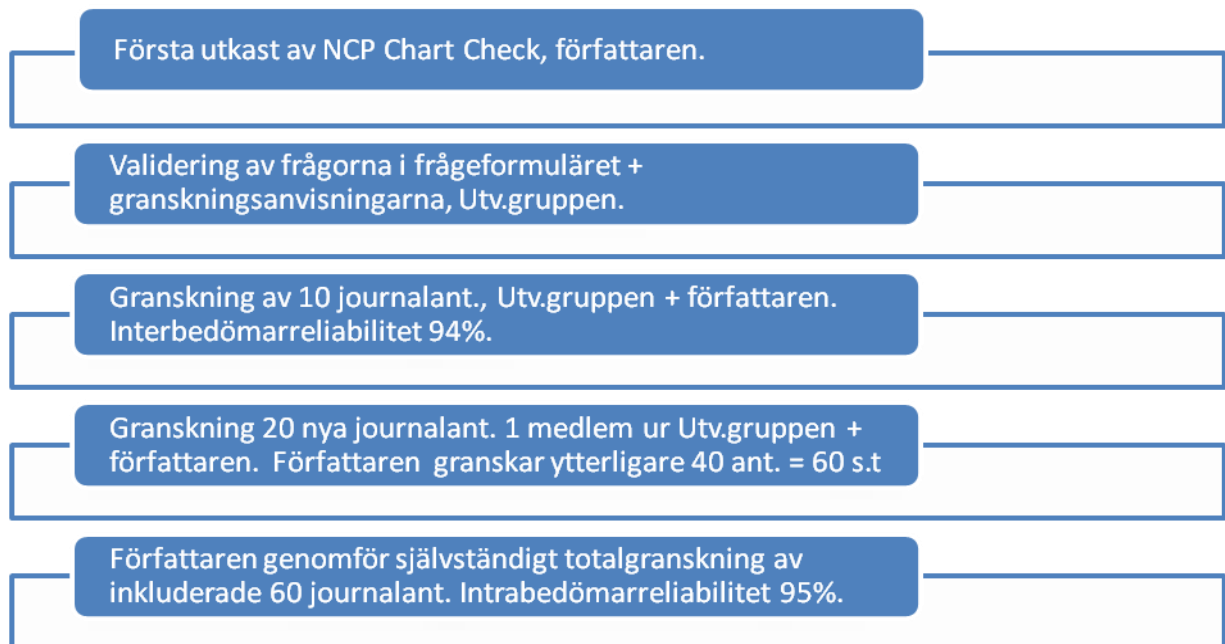 Första utkast av NCP Chart Check, författaren.
Validering av frågorna i frågeformuläret +
granskningsanvisningarna, Utv.gruppen.
Granskning av 10 journalant., Utv.gruppen + författaren.
Interbedömarreliabilitet 94%.
Granskning 20 nya journalant. 1 medlem ur Utv.gruppen +
författaren. Författaren granskar ytterligare 40 ant. = 60 s.t
Författaren genomför självständigt totalgranskning av
inkluderade 60 journalant. Intrabedömarreliabilitet 95%.